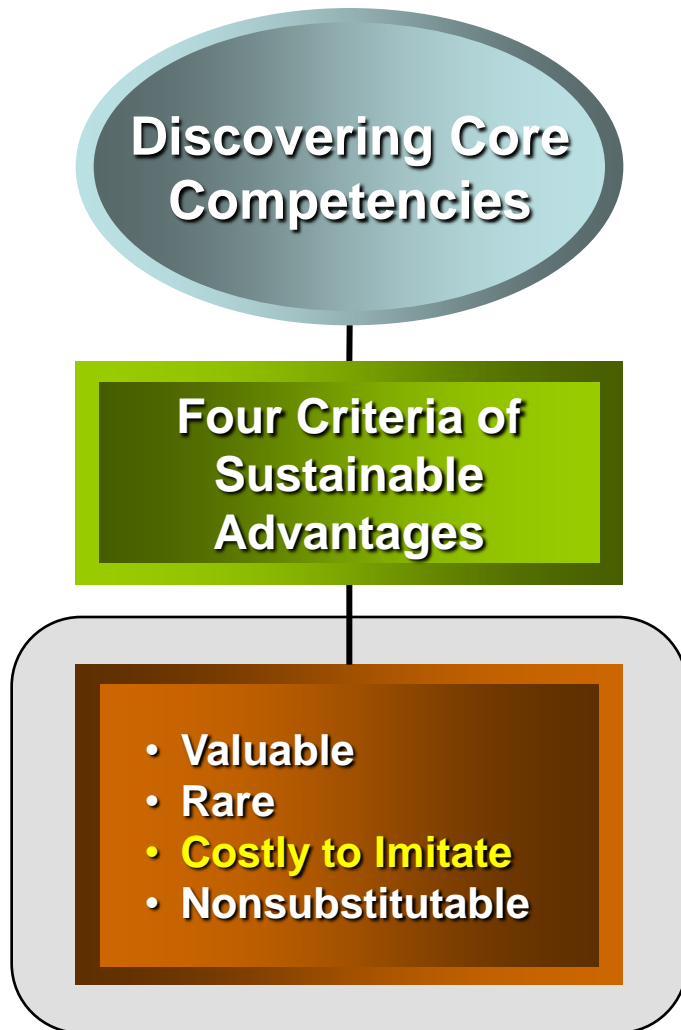 Discovering Core
Competencies
Four Criteria of
Sustainable
Advantages
• Valuable
• Rare
• Costly to Imitate
• Nonsubstitutable